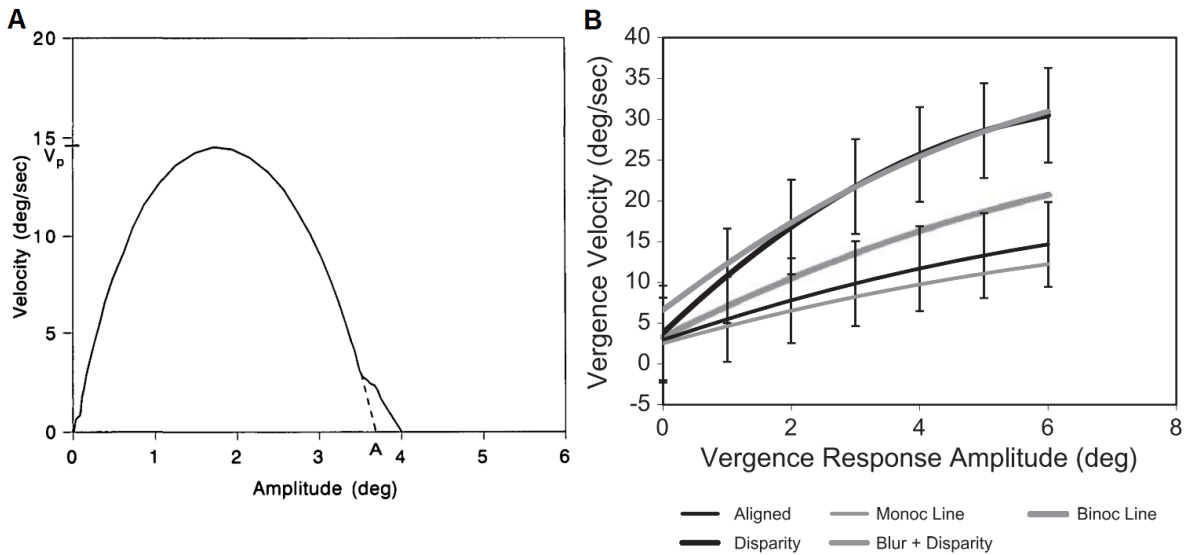 A
20
15
Vp
10
5
0
Velocity (deg/sec)
0 1 2 3 4 5 6
A
Amplitude (deg)
B
40
35
30
25
20
15
10
5
0
-5
Vergence Velocity (deg/sec)
0 2 4 6 8
Vergence Response Amplitude (deg)
Aligned Monoc Line Binoc Line
Disparity Blur + Disparity